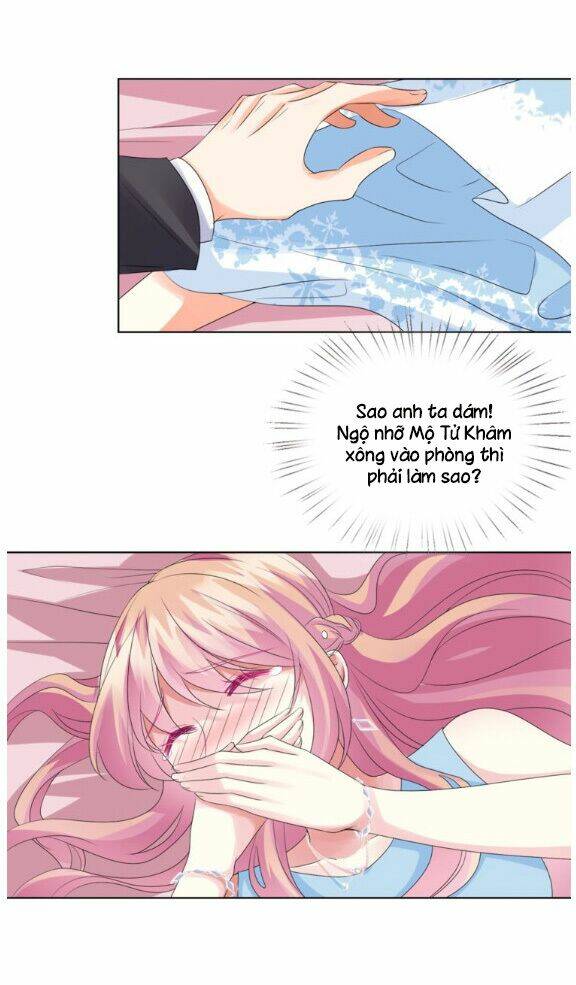 Sao anh ta dám!
Ngộ nhỡ Mộ Tử Khâm
xông vào phòng thì
phải làm sao?